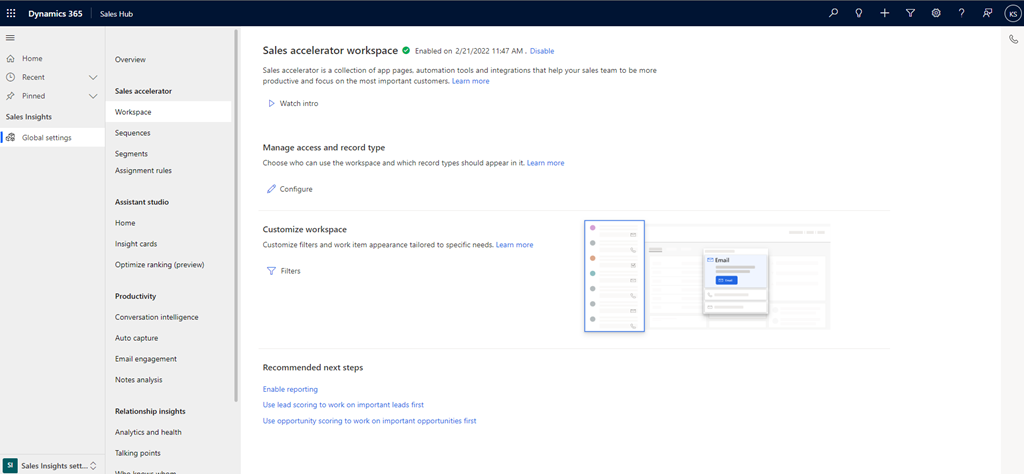 Dynamics 365
Sales Hub
KS
Home
Recent
Pinned
Sales Insights
Global settings
SI
Sales Insights sett...
Overview
Sales accelerator
Workspace
Sequences
Segments
Assignment rules
Assistant studio
Home
Insight cards
Optimize ranking (preview)
Productivity
Conversation intelligence
Auto capture
Email engagement
Notes analysis
Relationship insights
Analytics and health
Talking points
Who knows whom
Sales accelerator workspace Enabled on 2/21/2022 11:47 AM . Disable
Sales accelerator is a collection of app pages, automation tools and integrations that help your sales team to be more
productive and focus on the most important customers. Learn more
Watch intro
Manage access and record type
Choose who can use the workspace and which record types should appear in it. Learn more
Configure
Customize workspace
Customize filters and work item appearance tailored to specific needs. Learn more
Filters
Email
Recommended next steps
Enable reporting
Use lead scoring to work on important leads first
Use opportunity scoring to work on important opportunities first